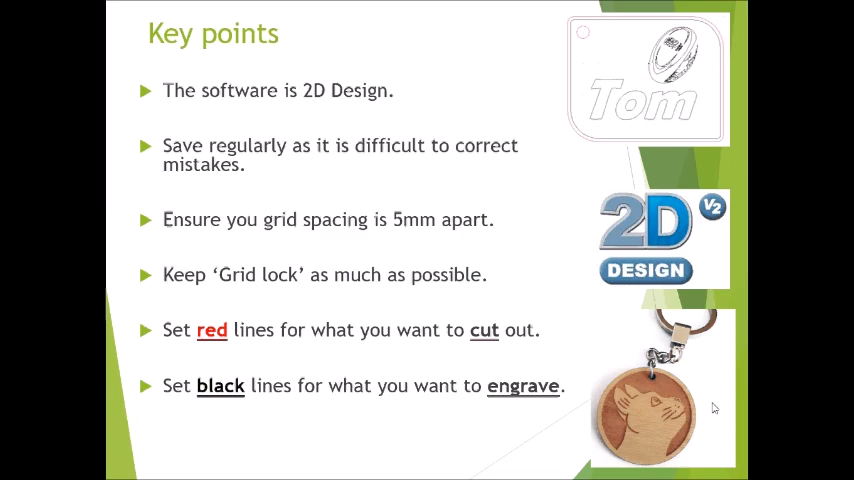 Key points
The software is 2D Design.
Save regularly as it is difficult to correct
mistakes.
Ensure you grid spacing is 5mm apart.
Keep ‘Grid lock’ as much as possible.
Set red lines for what you want to cut out.
Set black lines for what you want to engrave.
Tom
2D V2
DESIGN